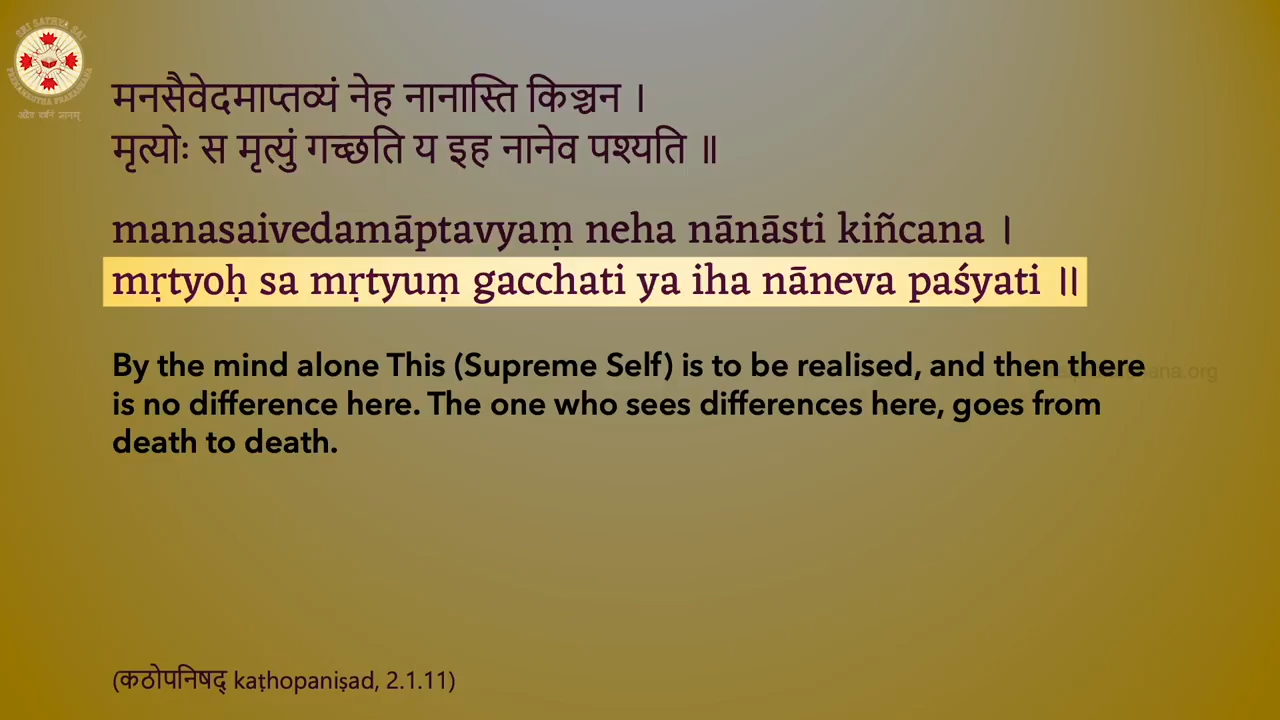 SRI SATHYA SAI
मनसैवेदमाप्तव्यं नेह नानास्ति किञ्चन ।
मृत्योः स मृत्युं गच्छति य इह नानेव पश्यति ॥
manasaivedamāptavyaṃ neha nānāsti kiñcana ।
mṛtyoḥ sa mṛtyuṃ gacchati ya iha nāneva paśyati ॥
By the mind alone This (Supreme Self) is to be realised, and then there
is no difference here. The one who sees differences here, goes from
death to death.
(कठोपनिषद् kaṭhopaniṣad, 2.1.11)